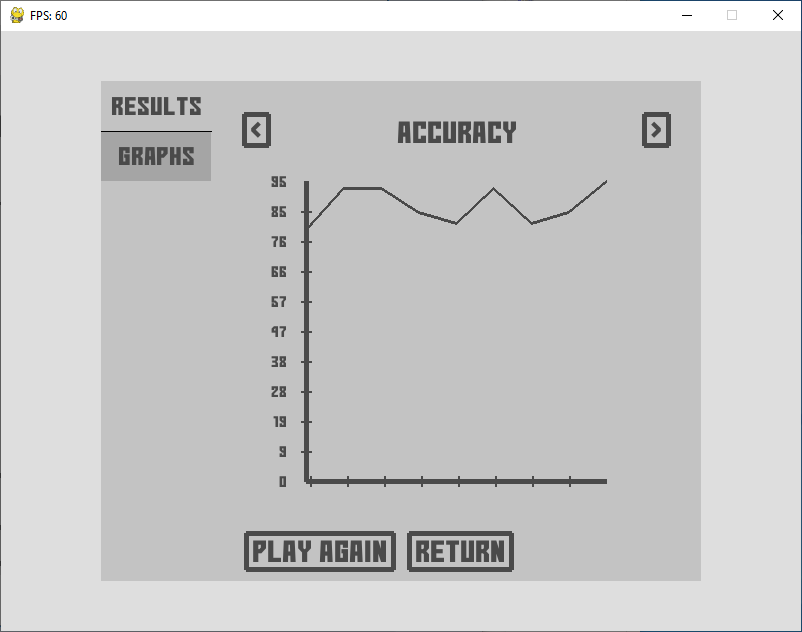 FPS: 60
RESULTS
GRAPHS
<
ACCURACY
>
95
85
76
66
57
47
38
28
19
9
0
PLAY AGAIN
RETURN